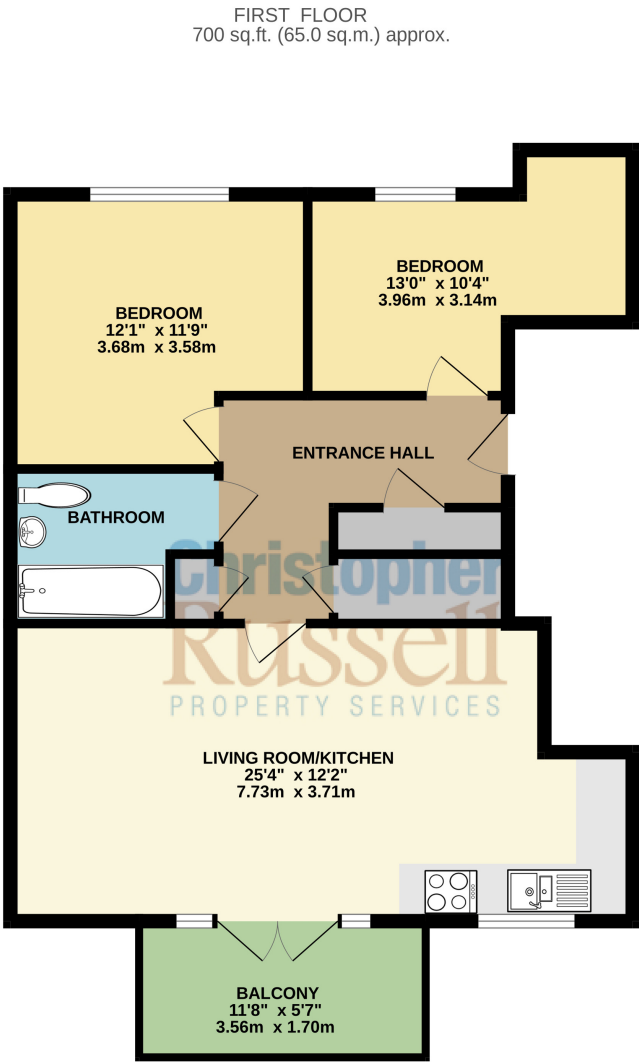 FIRST FLOOR
700 sq.ft. (65.0 sq.m.) approx.
BEDROOM
12'1" x 11'9"
3.68m x 3.58m
BEDROOM
13'0" x 10'4"
3.96m x 3.14m
ENTRANCE HALL
BATHROOM
Christopher
Russell
PROPERTY SERVICES
LIVING ROOM/KITCHEN
25'4" x 12'2"
7.73m x 3.71m
BALCONY
11'8" x 5'7"
3.56m x 1.70m